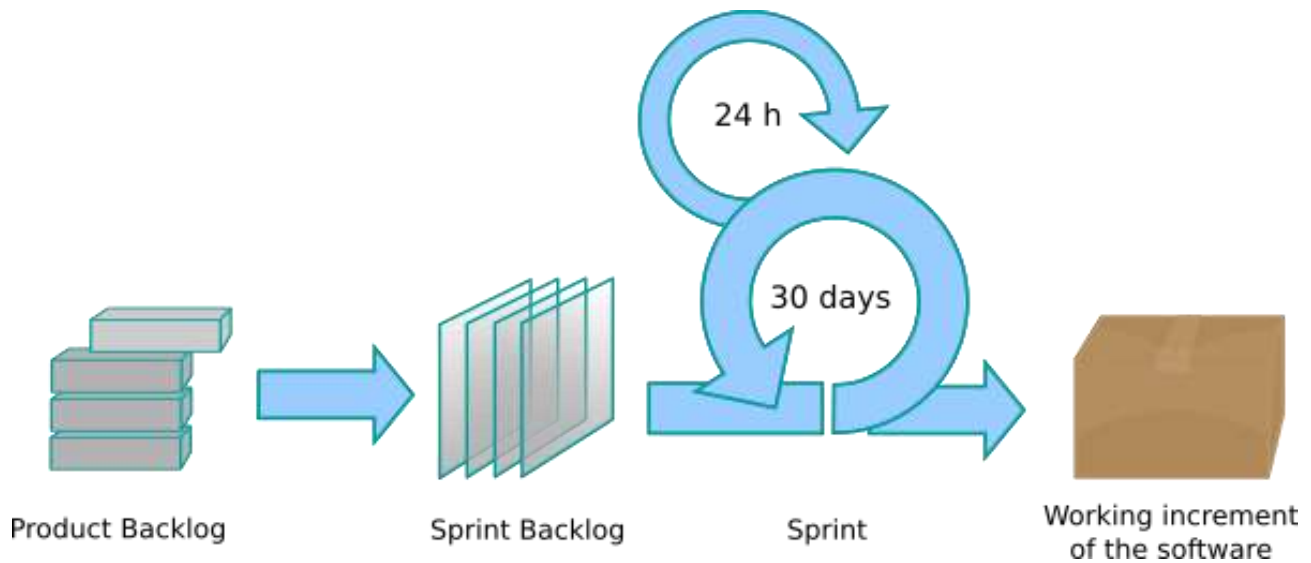 24 h
30 days
Product Backlog
Sprint Backlog
Sprint
Working increment
of the software